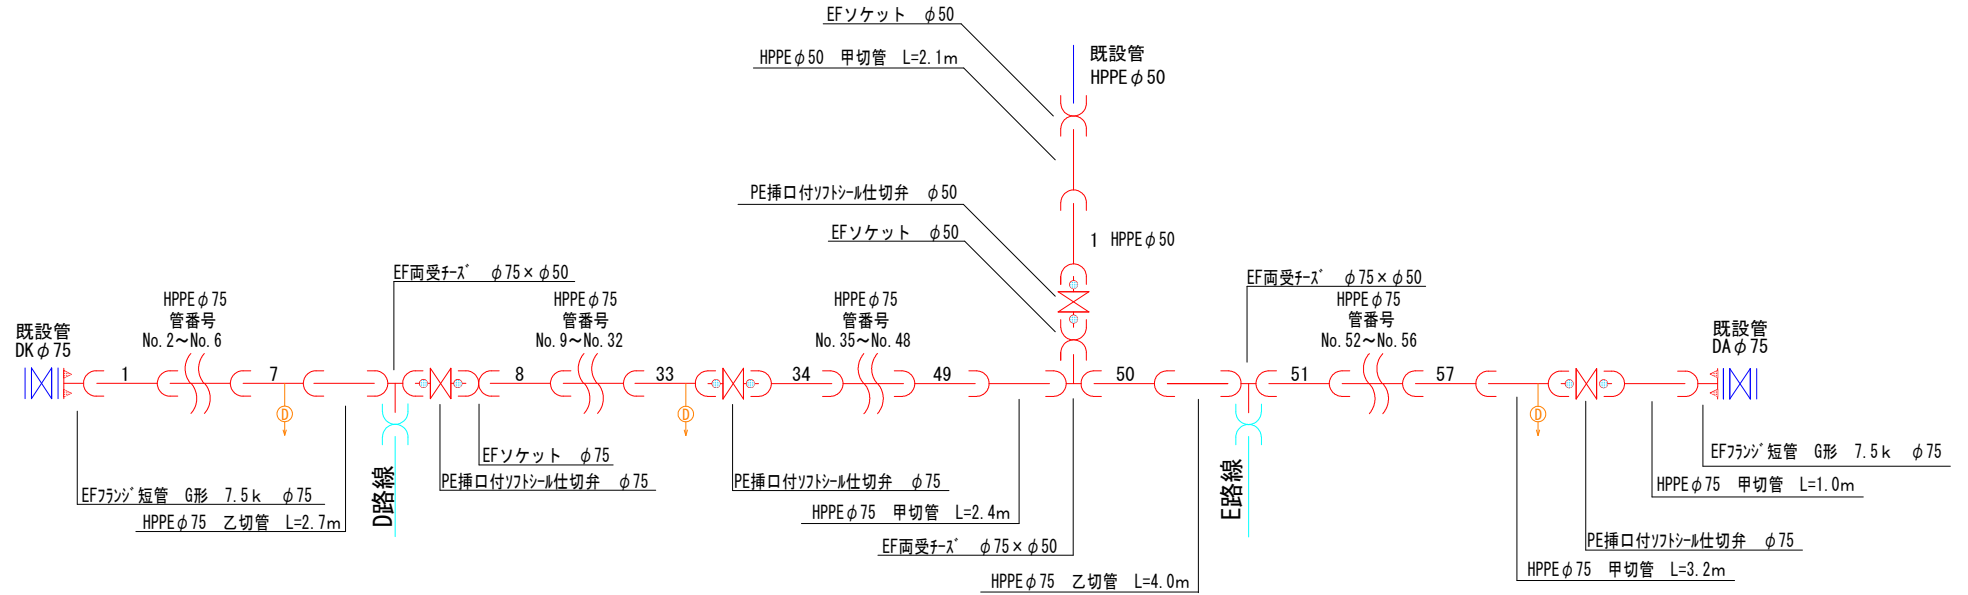 EFソケット φ50
HPPEφ50 甲切管 L=2.1m
既設管
HPPEφ50
PE挿口付ソフトシール仕切弁 φ50
EFソケット φ50
1 HPPEφ50
EF両受チーズ φ75×φ50
EF両受チーズ φ75×φ50
HPPEφ75
管番号
No.2～No.6
HPPEφ75
管番号
No.9～No.32
HPPEφ75
管番号
No.35～No.48
HPPEφ75
管番号
No.52～No.56
既設管
DKφ75
既設管
DAφ75
1
7
8
33
34
49
50
51
57
D
D
D
D路線
E路線
EFソケット φ75
PE挿口付ソフトシール仕切弁 φ75
PE挿口付ソフトシール仕切弁 φ75
EFフランジ短管 G形 7.5k φ75
HPPEφ75 乙切管 L=2.7m
HPPEφ75 甲切管 L=2.4m
EF両受チーズ φ75×φ50
HPPEφ75 乙切管 L=4.0m
EFフランジ短管 G形 7.5k φ75
HPPEφ75 甲切管 L=1.0m
PE挿口付ソフトシール仕切弁 φ75
HPPEφ75 甲切管 L=3.2m